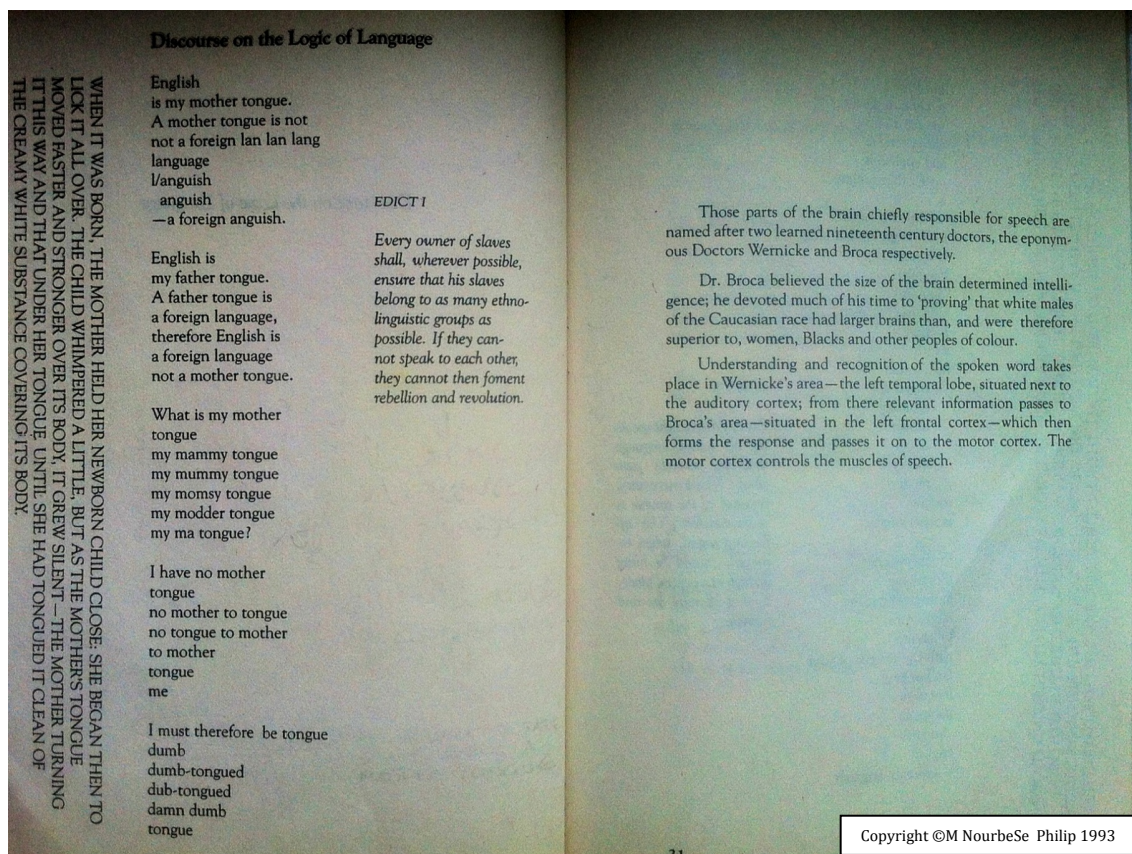 Discourse on the Logic of Language
WHEN IT WAS BORN, THE MOTHER HELD HER NEWBORN CHILD CLOSE: SHE BEGAN THEN TO
LICK IT ALL OVER. THE CHILD WHIMPERED A LITTLE, BUT AS THE MOTHER'S TONGUE
MOVED FASTER AND STRONGER OVER ITS BODY, IT GREW SILENT—THE MOTHER TURNING
IT THIS WAY AND THAT UNDER HER TONGUE, UNTIL SHE HAD TONGUED IT CLEAN OF
THE CREAMY WHITE SUBSTANCE COVERING ITS BODY.
English
is my mother tongue.
A mother tongue is not
not a foreign lan lan lang
language
l/anguish
anguish
—a foreign anguish.
English is
my father tongue.
A father tongue is
a foreign language,
therefore English is
a foreign language
not a mother tongue.
What is my mother
tongue
my mammy tongue
my mummy tongue
my momsy tongue
my modder tongue
my ma tongue?
I have no mother
tongue
no mother to tongue
no tongue to mother
to mother
tongue
me
I must therefore be tongue
dumb
dumb-tongued
dub-tongued
damn dumb
tongue
EDICT I
Every owner of slaves
shall, wherever possible,
ensure that his slaves
belong to as many ethno-
linguistic groups as
possible. If they can-
not speak to each other,
they cannot then foment
rebellion and revolution.
Those parts of the brain chiefly responsible for speech are
named after two learned nineteenth century doctors, the eponym-
ous Doctors Wernicke and Broca respectively.
Dr. Broca believed the size of the brain determined intelli-
gence; he devoted much of his time to 'proving' that white males
of the Caucasian race had larger brains than, and were therefore
superior to, women, Blacks and other peoples of colour.
Understanding and recognition of the spoken word takes
place in Wernicke's area—the left temporal lobe, situated next to
the auditory cortex; from there relevant information passes to
Broca's area—situated in the left frontal cortex—which then
forms the response and passes it on to the motor cortex. The
motor cortex controls the muscles of speech.
Copyright ©M NourbeSe Philip 1993